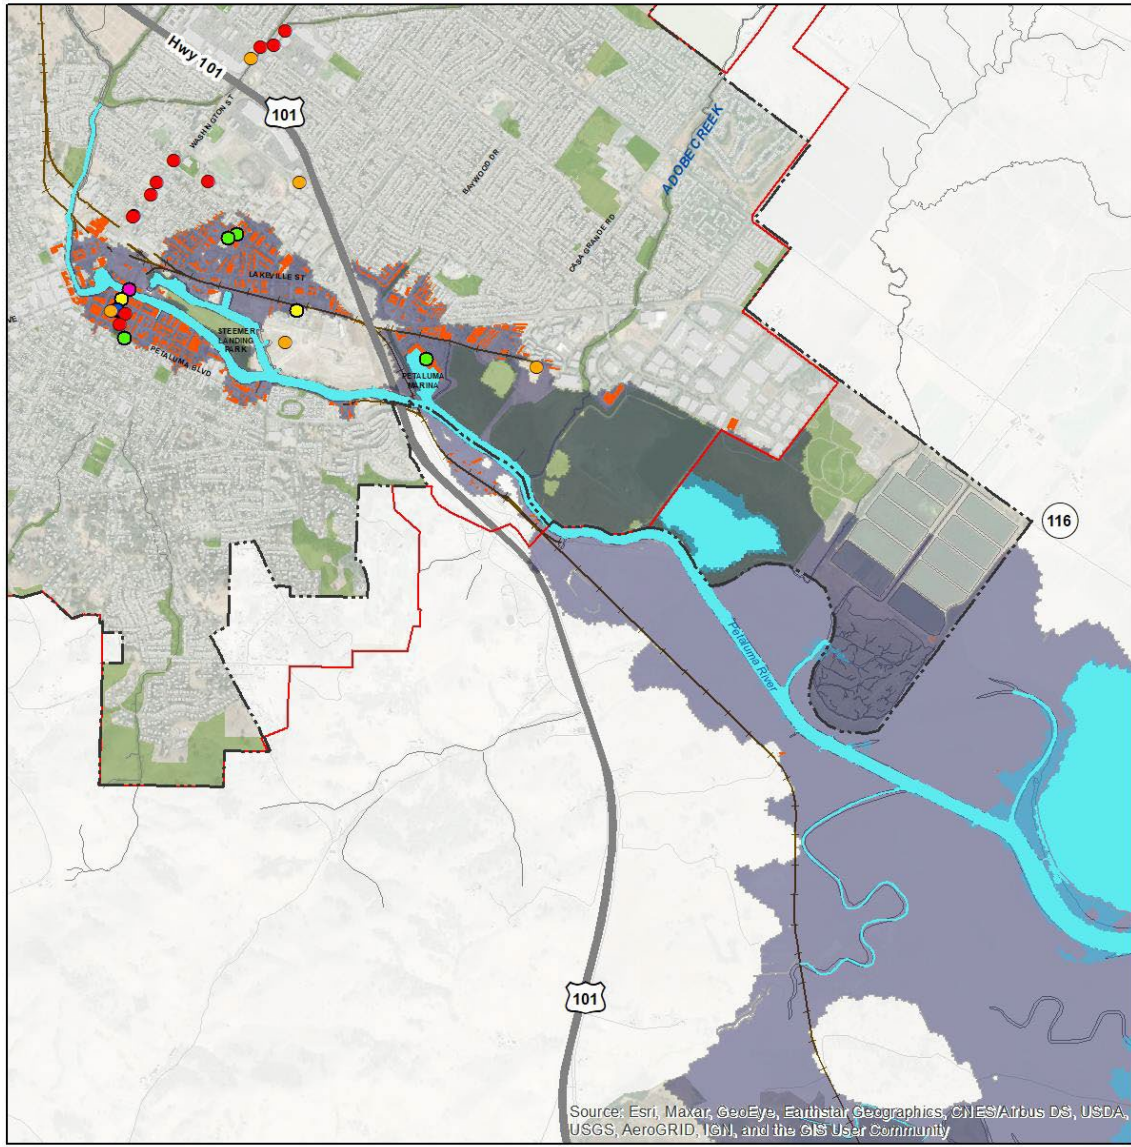 Hwy 101
101
WASHINGTON ST
ADOBE CREEK
BAYWOOD DR
CASA GRANDE RD
LAKEVILLE ST
STEEMER
LANDING
PARK
PETALUMA BLVD
PETALUMA
MARINA
VE
116
Petaluma River
101
Source: Esri, Maxar, GeoEye, Earthstar Geographics, CNES/Airbus DS, USDA,
USGS, AeroGRID, IGN, and the GIS User Community